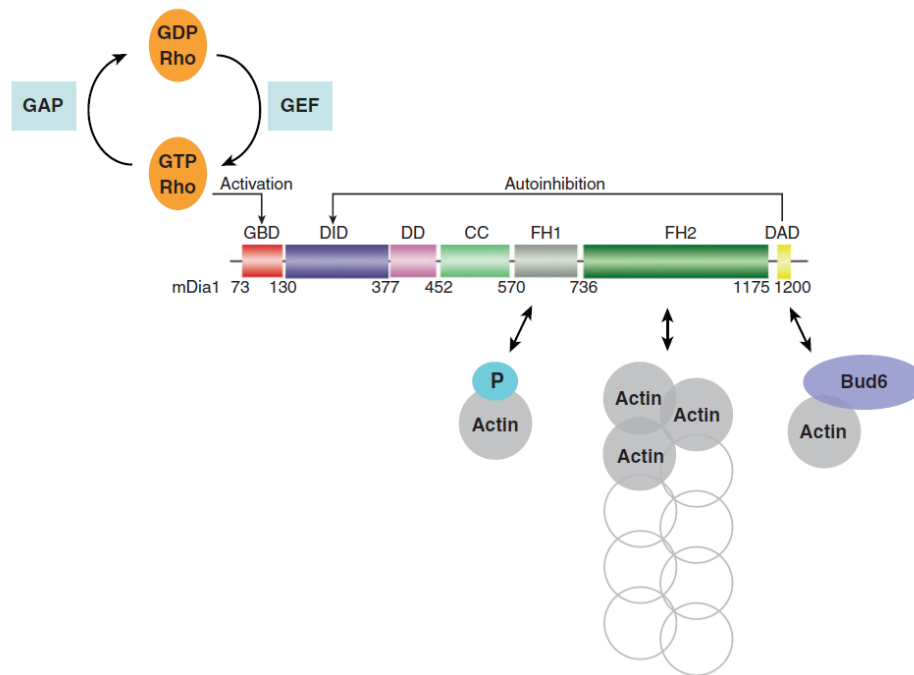 GDP
Rho
GAP
GEF
GTP
Rho
Activation
Autoinhibition
GBD DID DD CC FH1 FH2 DAD
mDia1 73 130 377 452 570 736 1175 1200
P
Actin
Actin
Actin
Actin
Bud6
Actin